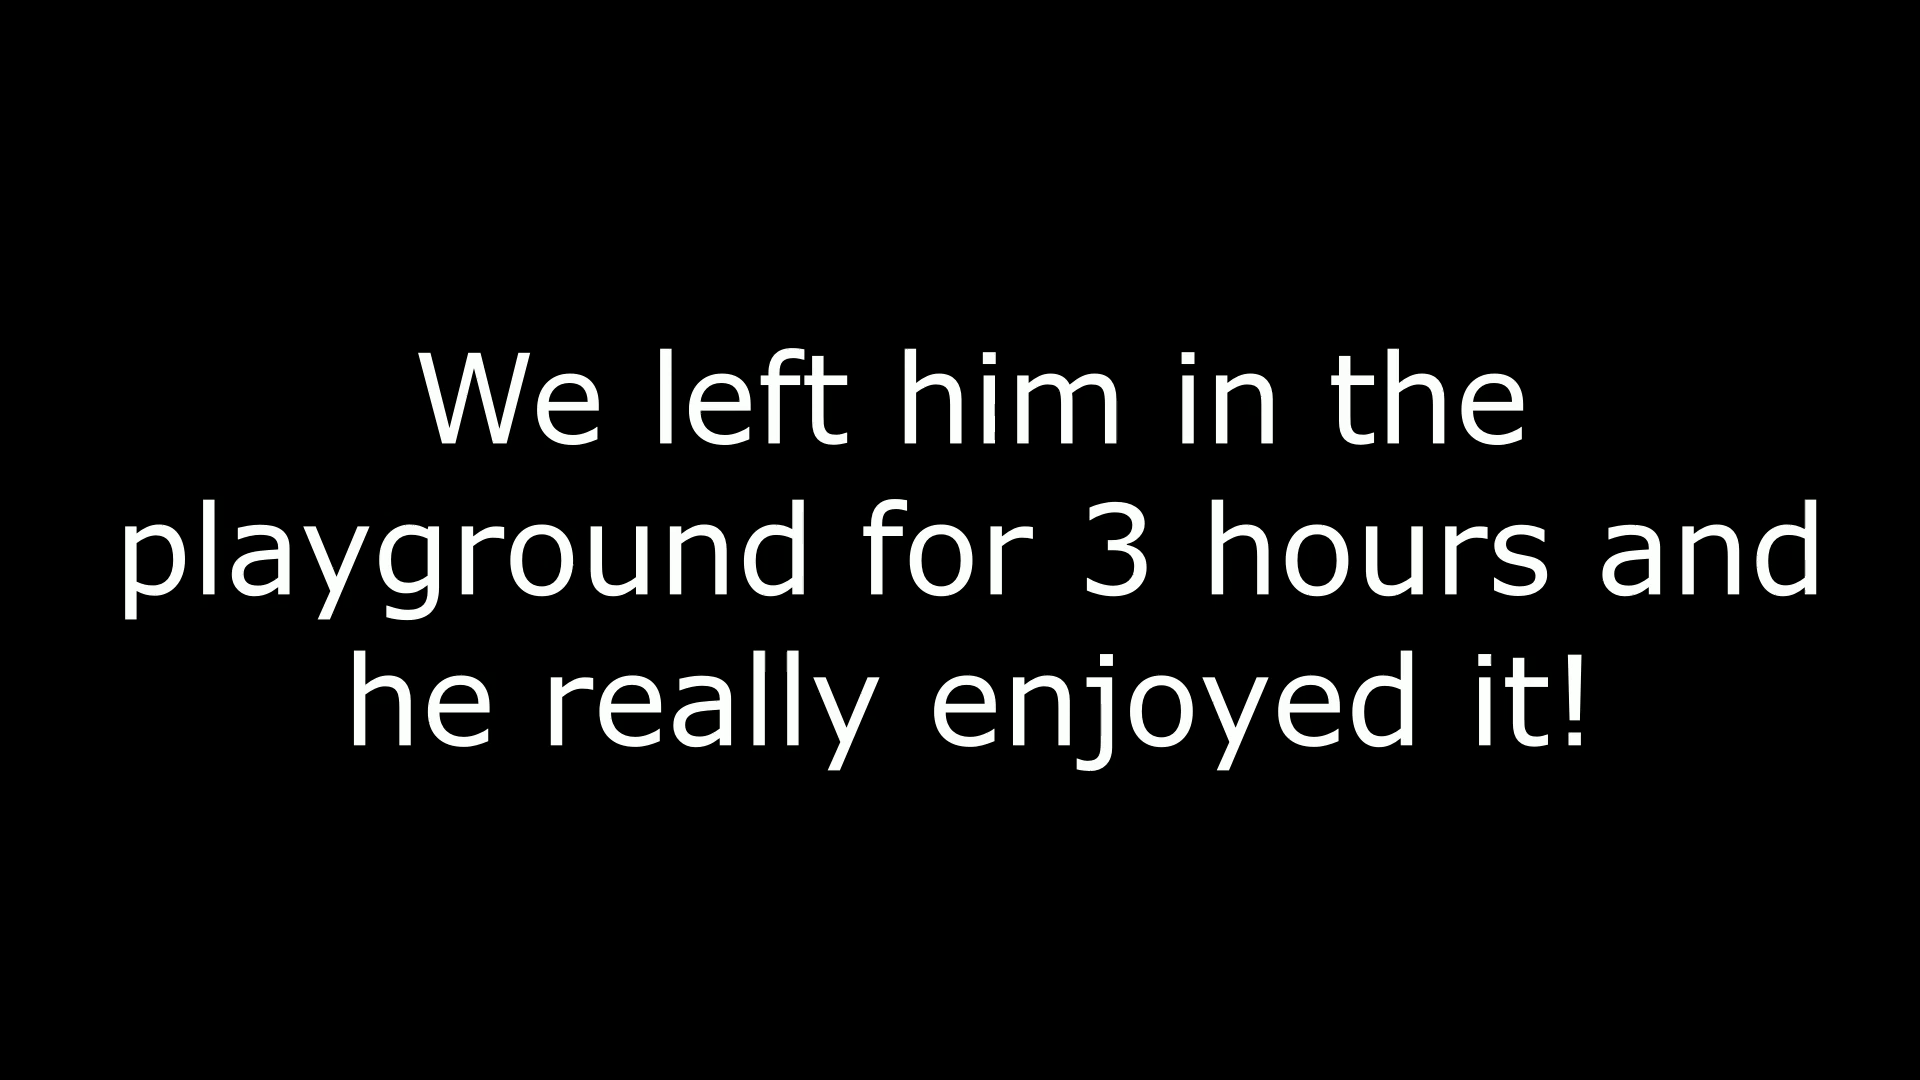 We left him in the
playground for 3 hours and
he really enjoyed it!